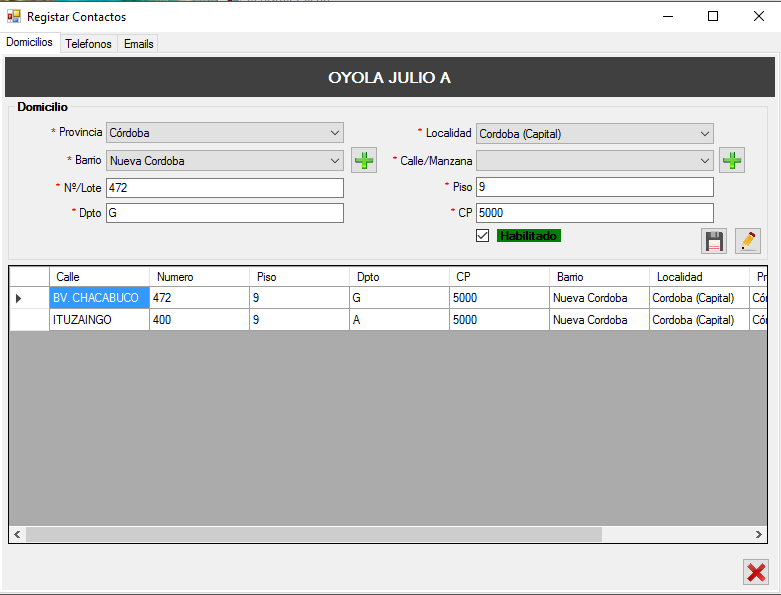 Registar Contactos
Domicilios Telefonos Emails
OYOLA JULIO A
Domicilio
* Provincia Córdoba * Localidad Cordoba (Capital)
* Barrio Nueva Cordoba * Calle/Manzana
* Nº/Lote 472 * Piso 9
* Dpto G * CP 5000
Habilitado
Calle Numero Piso Dpto CP Barrio Localidad Pr
BV. CHACABUCO 472 9 G 5000 Nueva Cordoba Cordoba (Capital) Cór
ITUZAINGO 400 9 A 5000 Nueva Cordoba Cordoba (Capital) Cór